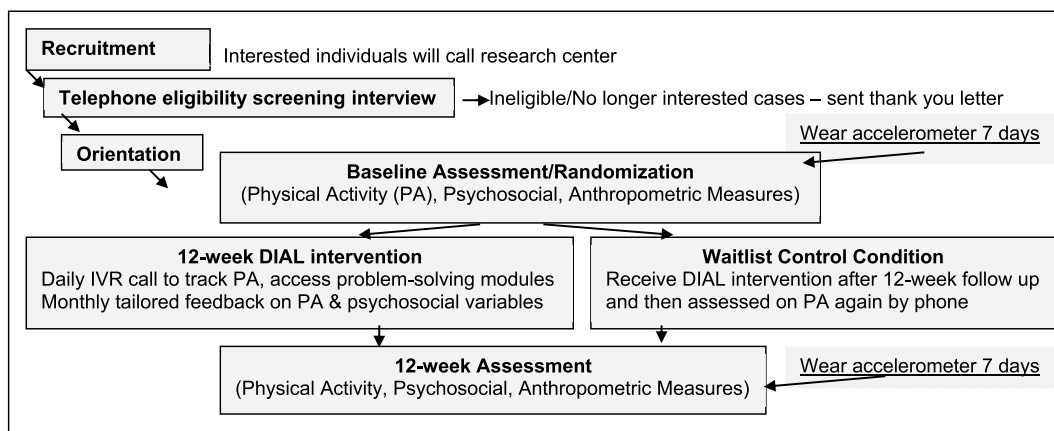 Recruitment
Interested individuals will call research center
Telephone eligibility screening interview
Ineligible/No longer interested cases – sent thank you letter
Orientation
Wear accelerometer 7 days
Baseline Assessment/Randomization
(Physical Activity (PA), Psychosocial, Anthropometric Measures)
12-week DIAL intervention
Daily IVR call to track PA, access problem-solving modules
Monthly tailored feedback on PA & psychosocial variables
Waitlist Control Condition
Receive DIAL intervention after 12-week follow up
and then assessed on PA again by phone
12-week Assessment
(Physical Activity, Psychosocial, Anthropometric Measures)
Wear accelerometer 7 days